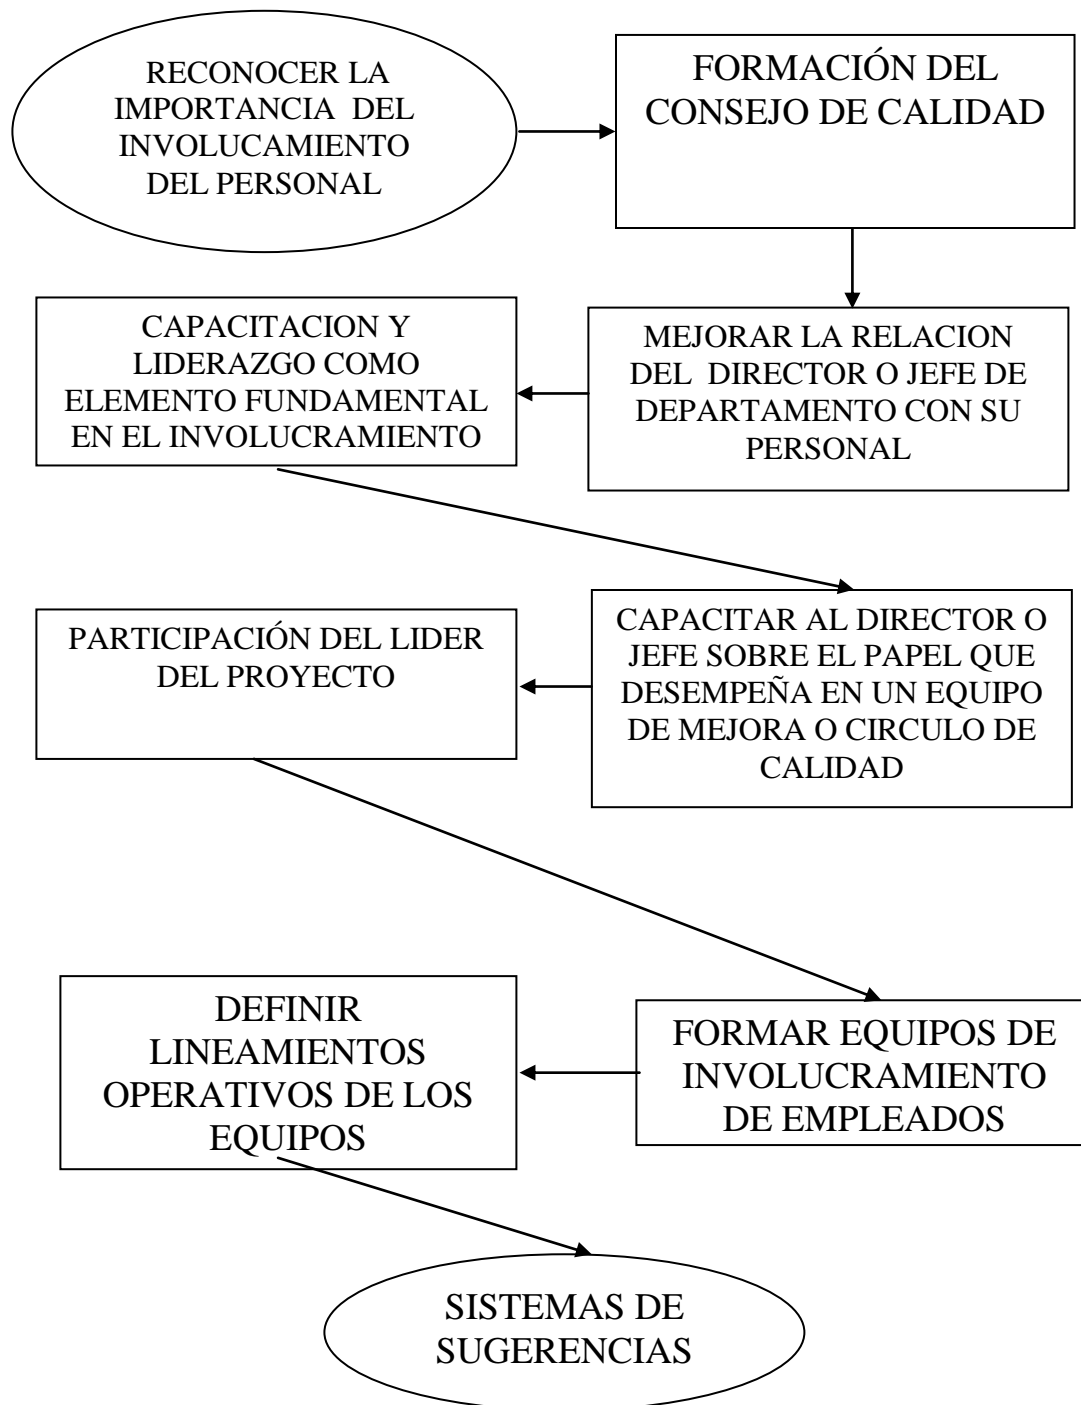 RECONOCER LA
IMPORTANCIA DEL
INVOLUCAMIENTO
DEL PERSONAL
FORMACIÓN DEL
CONSEJO DE CALIDAD
MEJORAR LA RELACION
DEL DIRECTOR O JEFE DE
DEPARTAMENTO CON SU
PERSONAL
CAPACITACION Y
LIDERAZGO COMO
ELEMENTO FUNDAMENTAL
EN EL INVOLUCRAMIENTO
CAPACITAR AL DIRECTOR O
JEFE SOBRE EL PAPEL QUE
DESEMPEÑA EN UN EQUIPO
DE MEJORA O CIRCULO DE
CALIDAD
PARTICIPACIÓN DEL LIDER
DEL PROYECTO
FORMAR EQUIPOS DE
INVOLUCRAMIENTO
DE EMPLEADOS
DEFINIR
LINEAMIENTOS
OPERATIVOS DE LOS
EQUIPOS
SISTEMAS DE
SUGERENCIAS